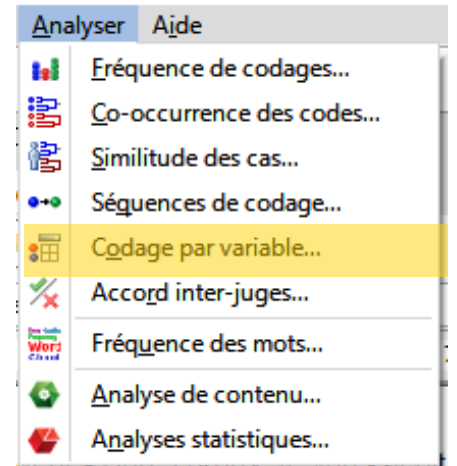 Analyser Aide
Fréquence de codages...
Co-occurrence des codes...
Similitude des cas...
Séquences de codage...
Codage par variable...
Accord inter-juges...
Fréquence des mots...
Analyse de contenu...
Analyses statistiques...